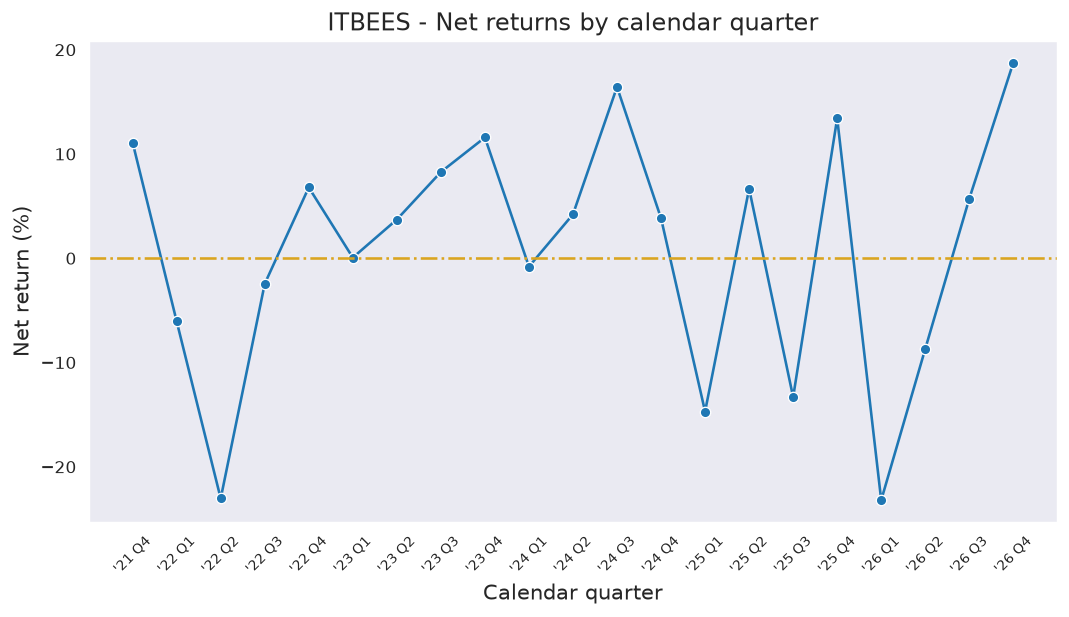 ITBEES - Net returns by calendar quarter
Net return (%)
20
10
0
−10
−20
'21 Q4
'22 Q1
'22 Q2
'22 Q3
'22 Q4
'23 Q1
'23 Q2
'23 Q3
'23 Q4
'24 Q1
'24 Q2
'24 Q3
'24 Q4
'25 Q1
'25 Q2
'25 Q3
'25 Q4
'26 Q1
'26 Q2
'26 Q3
'26 Q4
Calendar quarter